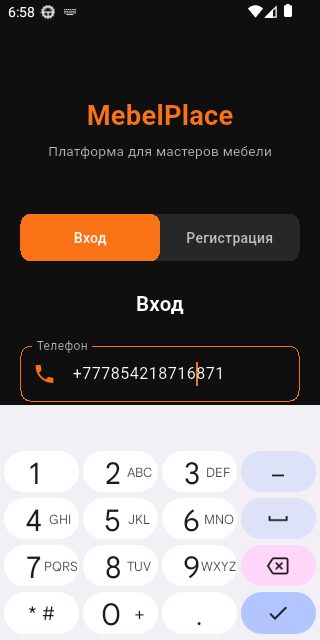 6:58
MebelPlace
Платформа для мастеров мебели
Вход
Регистрация
Вход
Телефон
+777854218716871
1
2 ABC
3 DEF
4 GHI
5 JKL
6 MNO
7 PQRS
8 TUV
9 WXYZ
* #
0 +
.